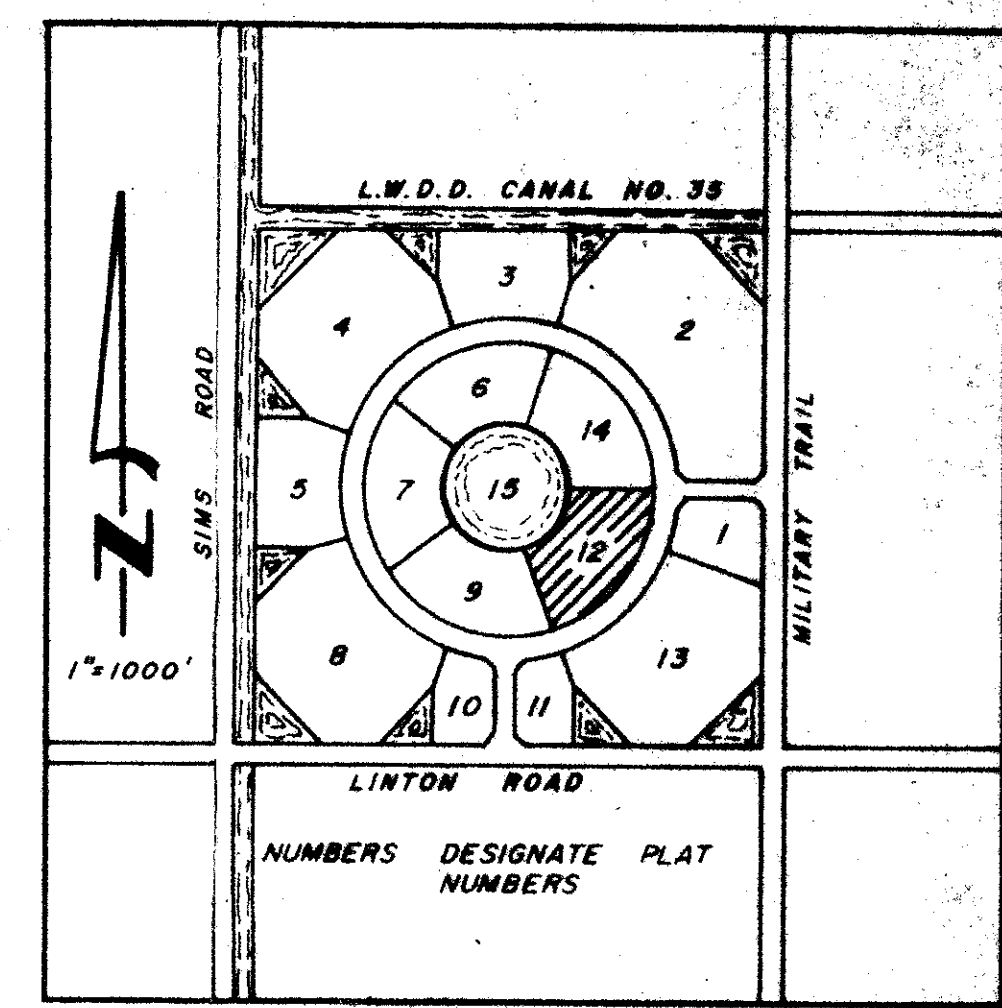 L.W.D.D. CANAL NO. 35
3
4
2
6
14
SIMS ROAD
MILITARY TRAIL
5
7
15
1
12
9
N
8
13
1"=1000'
10
11
LINTON ROAD
NUMBERS DESIGNATE PLAT
NUMBERS